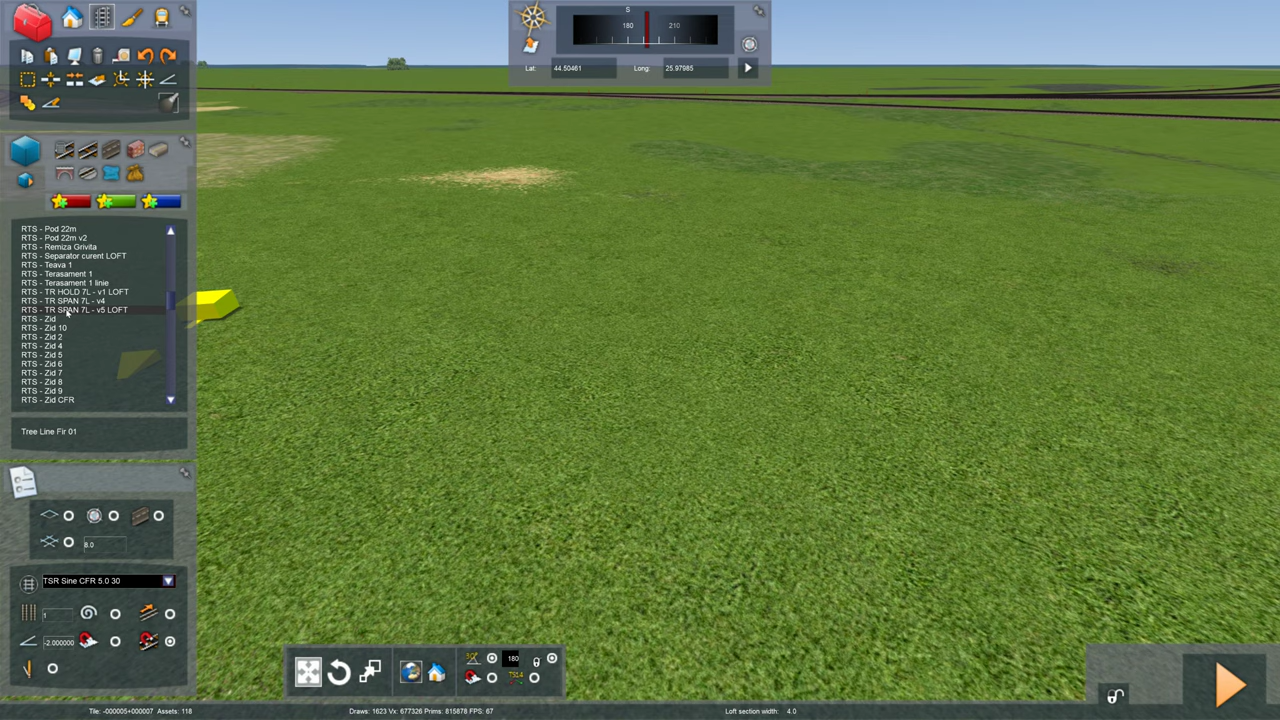 S
180
210
Lat:
44.50461
Long:
25.97985
RTS - Pod 22m
RTS - Pod 22m v2
RTS - Remiza Grivita
RTS - Separator curent LOFT
RTS - Teava 1
RTS - Terasament 1
RTS - Terasament 1 linie
RTS - TR HOLD 7L - v1 LOFT
RTS - TR SPAN 7L - v4
RTS - TR SPAN 7L - v5 LOFT
RTS - Zid
RTS - Zid 10
RTS - Zid 2
RTS - Zid 4
RTS - Zid 5
RTS - Zid 6
RTS - Zid 7
RTS - Zid 8
RTS - Zid 9
RTS - Zid CFR
Tree Line Fir 01
8.0
TSR Sine CFR 5.0 30
1
-2.000000
180
Tile: -000005+000007 Assets: 118
Draws: 1623 Vx: 677326 Prims: 815878 FPS: 67
Loft section width: 4.0